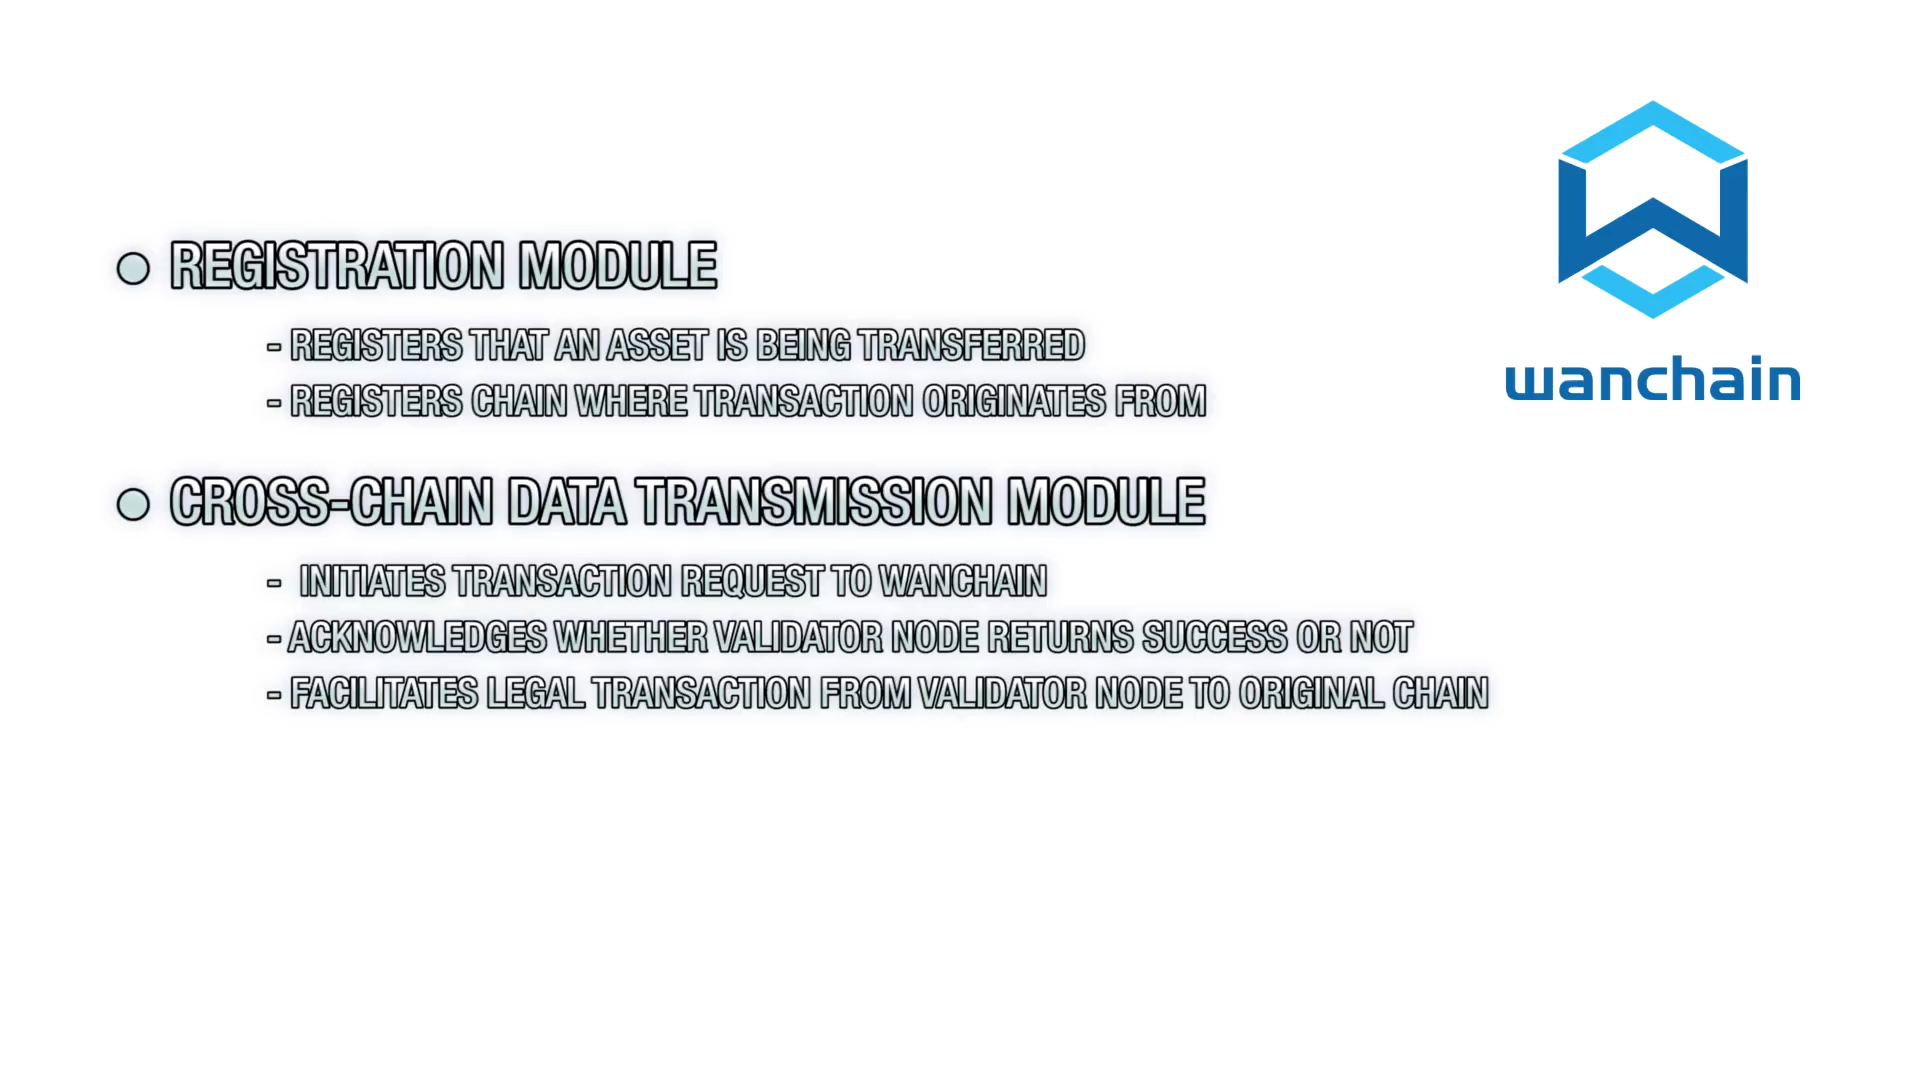 ● REGISTRATION MODULE
- REGISTERS THAT AN ASSET IS BEING TRANSFERRED
- REGISTERS CHAIN WHERE TRANSACTION ORIGINATES FROM
wanchain
● CROSS-CHAIN DATA TRANSMISSION MODULE
- INITIATES TRANSACTION REQUEST TO WANCHAIN
- ACKNOWLEDGES WHETHER VALIDATOR NODE RETURNS SUCCESS OR NOT
- FACILITATES LEGAL TRANSACTION FROM VALIDATOR NODE TO ORIGINAL CHAIN